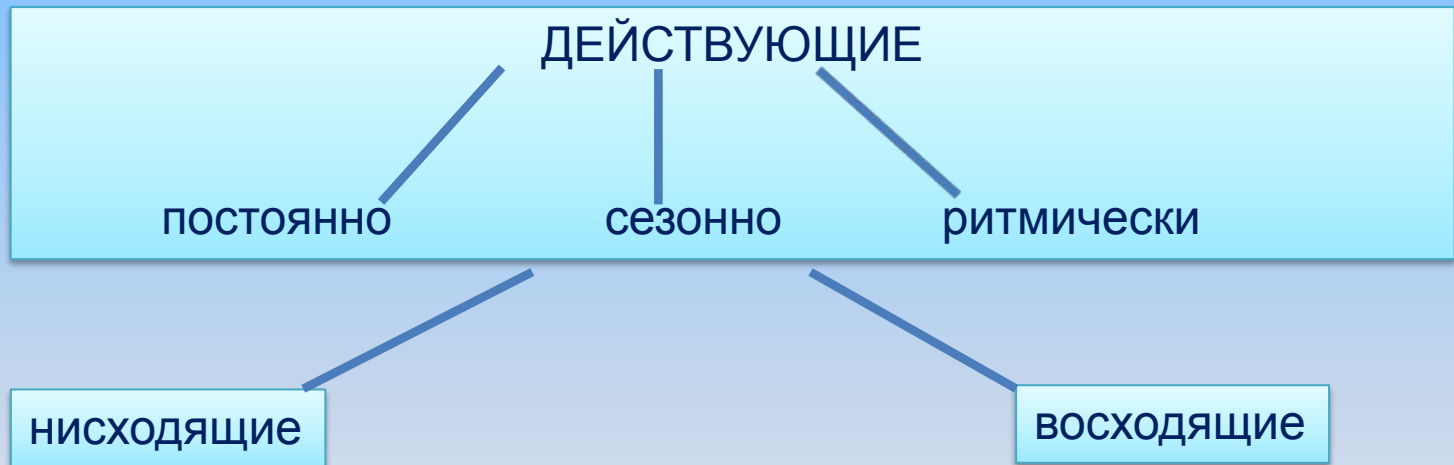 ДЕЙСТВУЮЩИЕ
постоянно сезонно ритмически
нисходящие восходящие